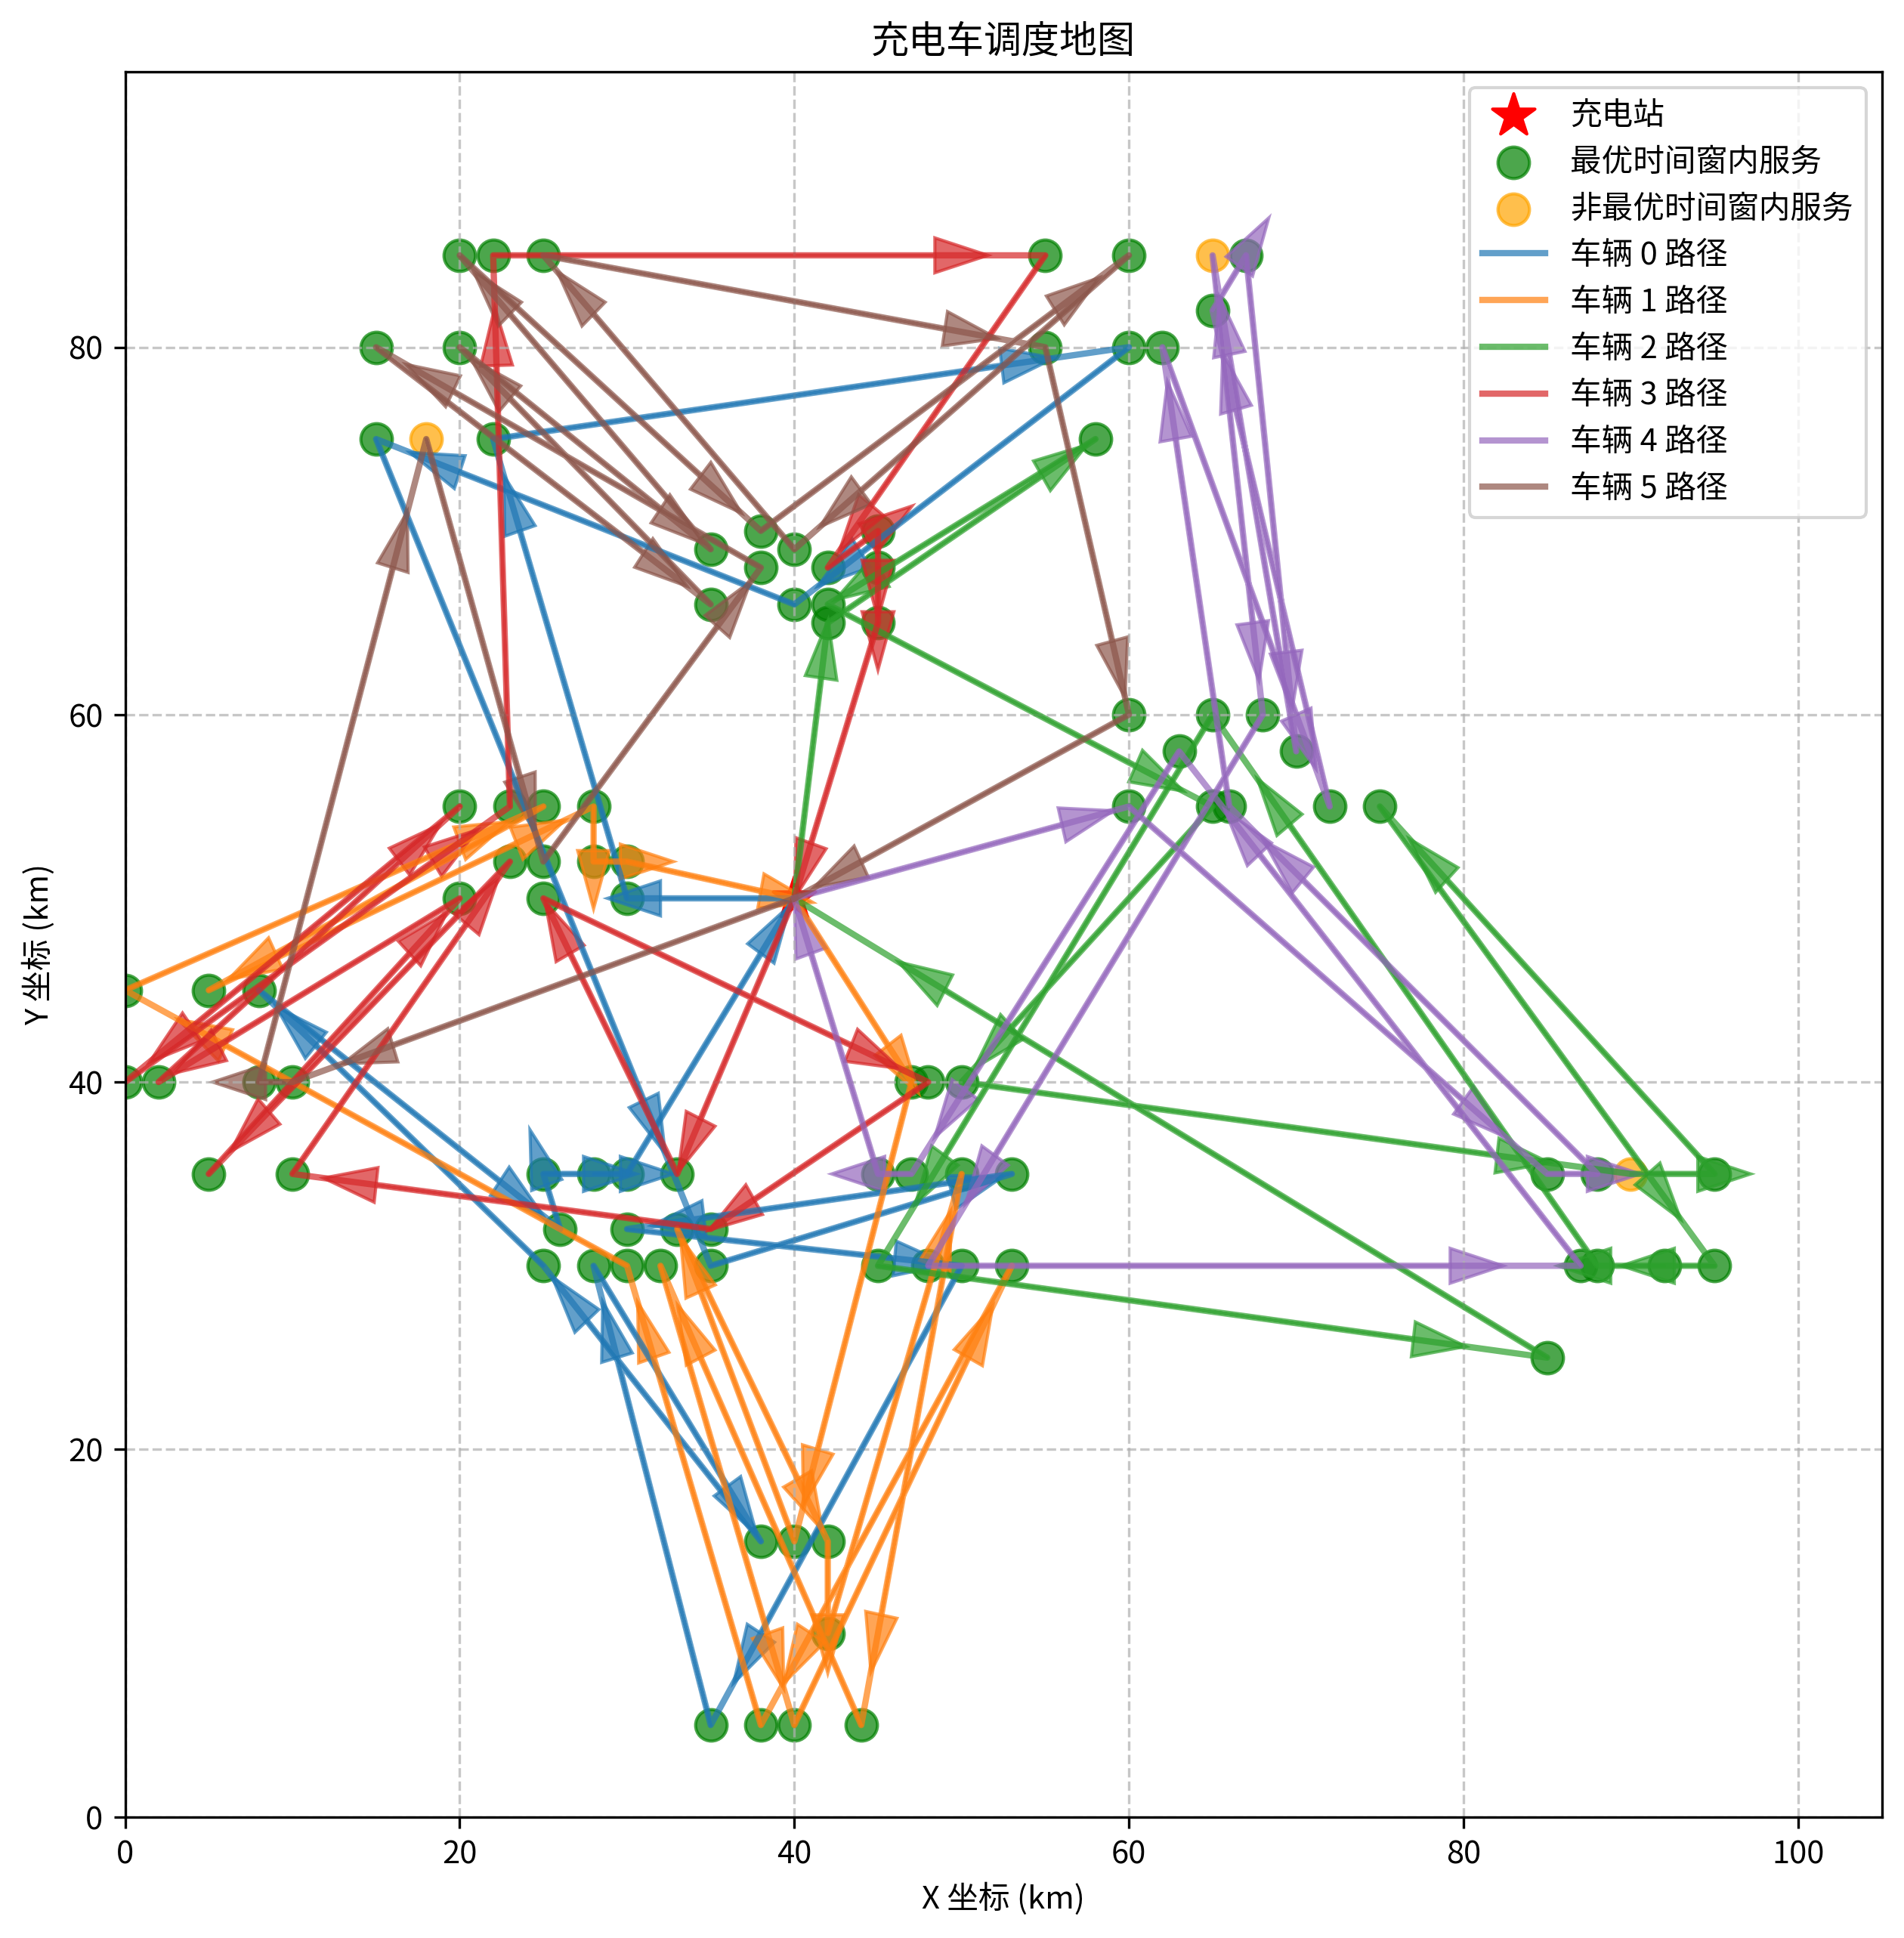 充电车调度地图
充电站
最优时间窗内服务
非最优时间窗内服务
车辆 0 路径
车辆 1 路径
车辆 2 路径
车辆 3 路径
车辆 4 路径
车辆 5 路径
80
60
40
20
0
Y 坐标 (km)
0 20 40 60 80 100
X 坐标 (km)